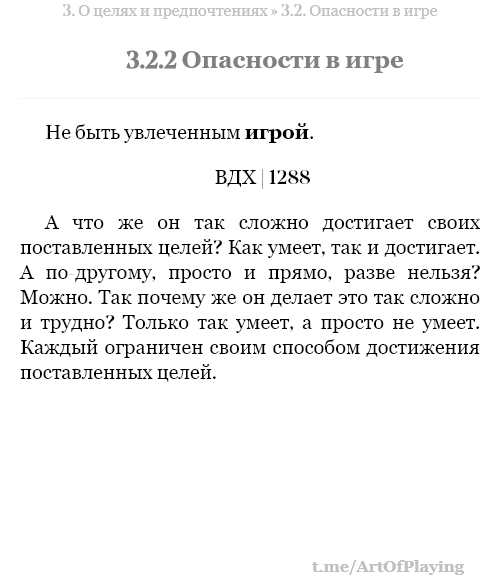 3. О целях и предпочтениях » 3.2. Опасности в игре
3.2.2 Опасности в игре
Не быть увлеченным игрой.
ВДХ | 1288
А что же он так сложно достигает своих
поставленных целей? Как умеет, так и достигает.
А по-другому, просто и прямо, разве нельзя?
Можно. Так почему же он делает это так сложно
и трудно? Только так умеет, а просто не умеет.
Каждый ограничен своим способом достижения
поставленных целей.
t.me/ArtOfPlaying